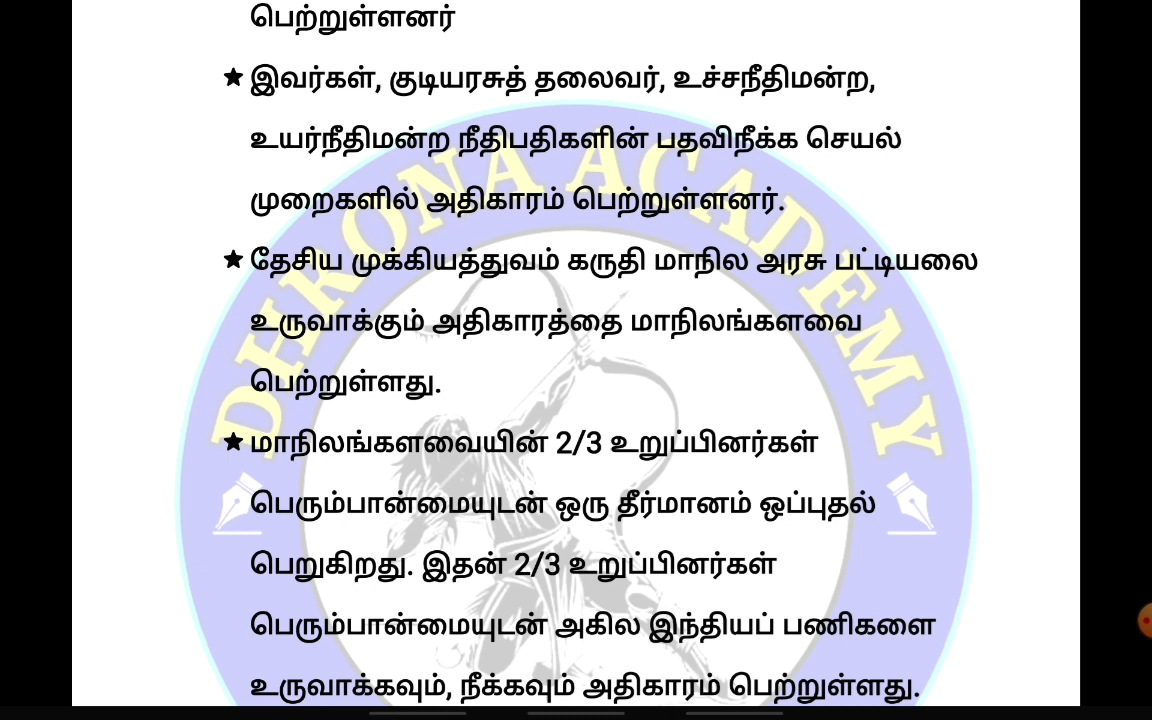 பெற்றுள்ளனர்
★ இவர்கள், குடியரசுத் தலைவர், உச்சநீதிமன்ற,
உயர்நீதிமன்ற நீதிபதிகளின் பதவிநீக்க செயல்
முறைகளில் அதிகாரம் பெற்றுள்ளனர்.
★ தேசிய முக்கியத்துவம் கருதி மாநில அரசு பட்டியலை
உருவாக்கும் அதிகாரத்தை மாநிலங்களவை
பெற்றுள்ளது.
★ மாநிலங்களவையின் 2/3 உறுப்பினர்கள்
பெரும்பான்மையுடன் ஒரு தீர்மானம் ஒப்புதல்
பெறுகிறது. இதன் 2/3 உறுப்பினர்கள்
பெரும்பான்மையுடன் அகில இந்தியப் பணிகளை
உருவாக்கவும், நீக்கவும் அதிகாரம் பெற்றுள்ளது.
DHRONA ACADEMY